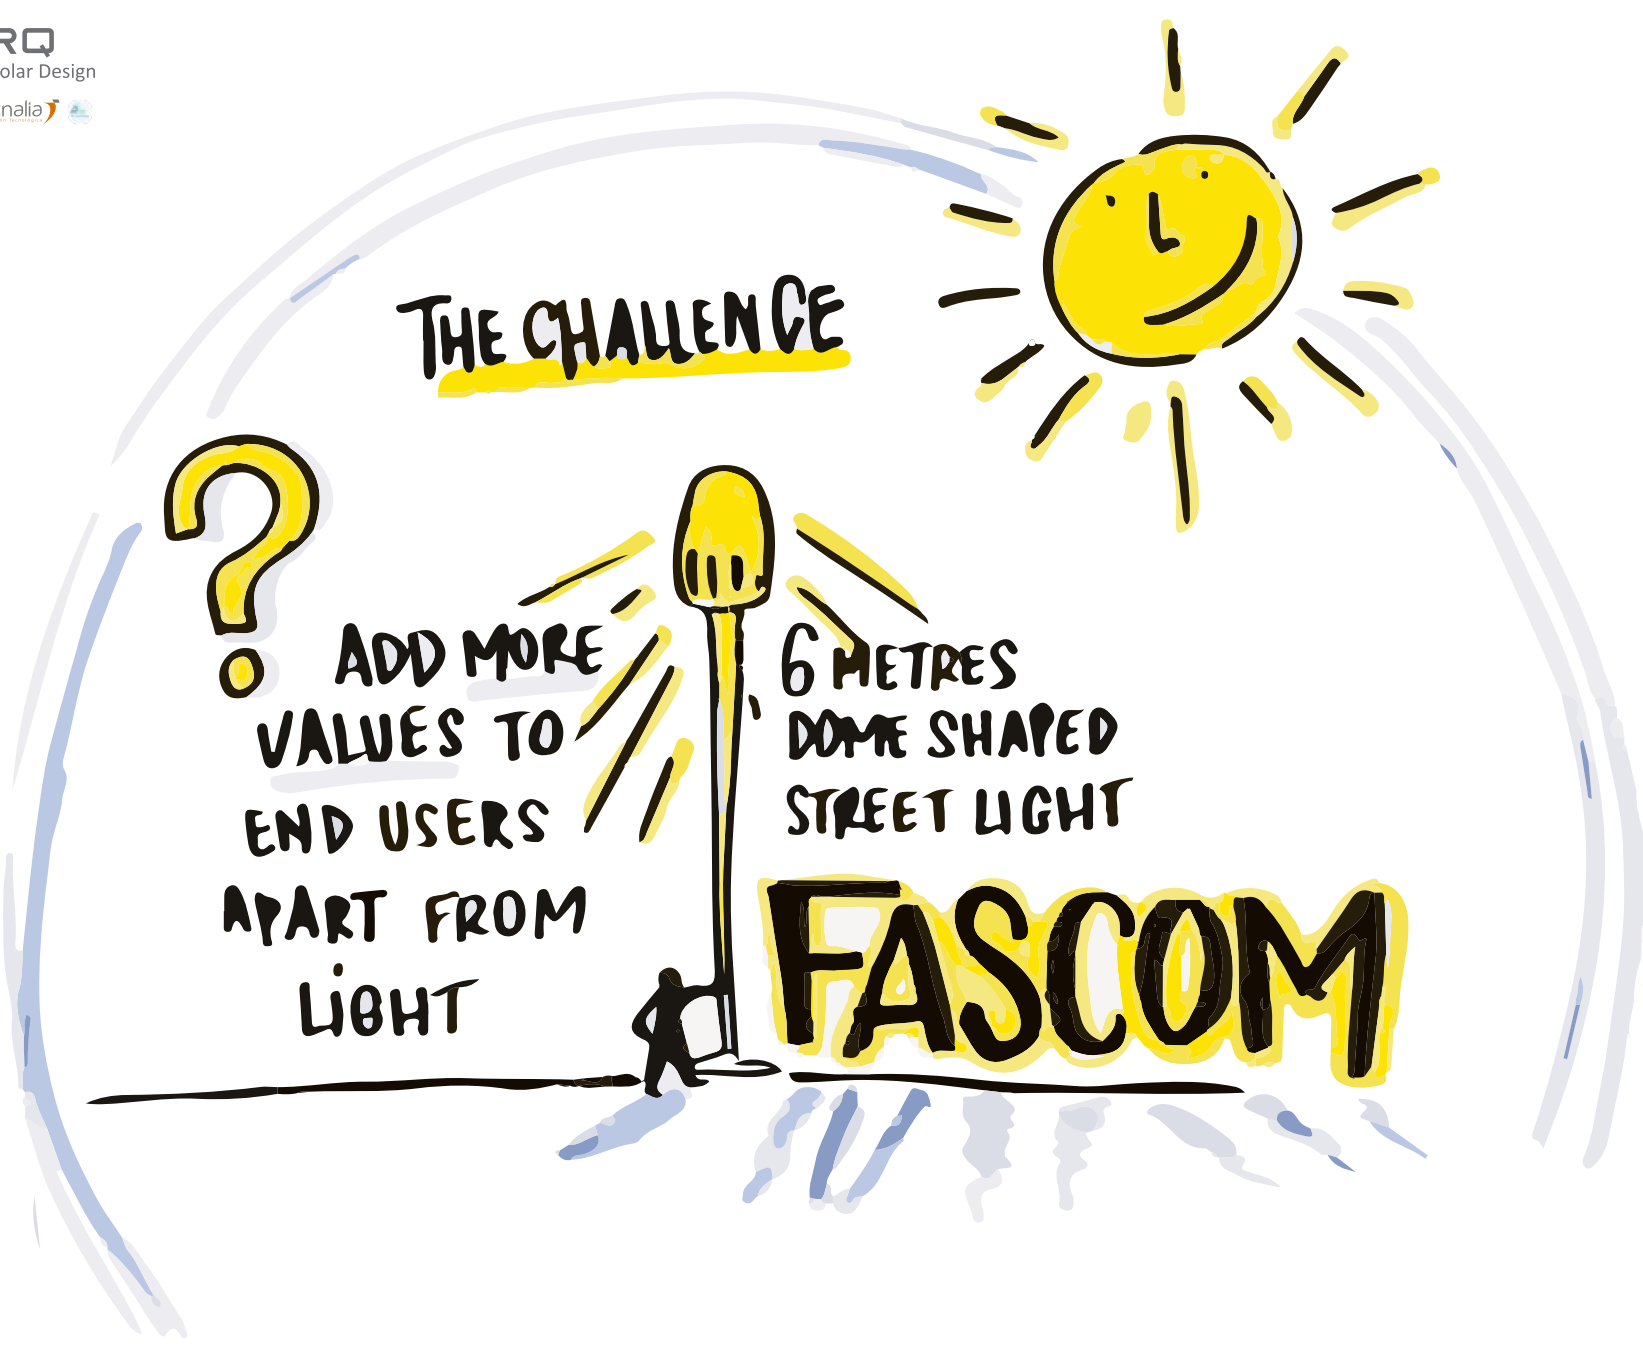 RQ
olar Design
nalia
THE CHALLENGE
?
ADD MORE
VALUES TO
END USERS
APART FROM
LiGHT
6 METRES
DOME SHAPED
STREET LIGHT
FASCOM